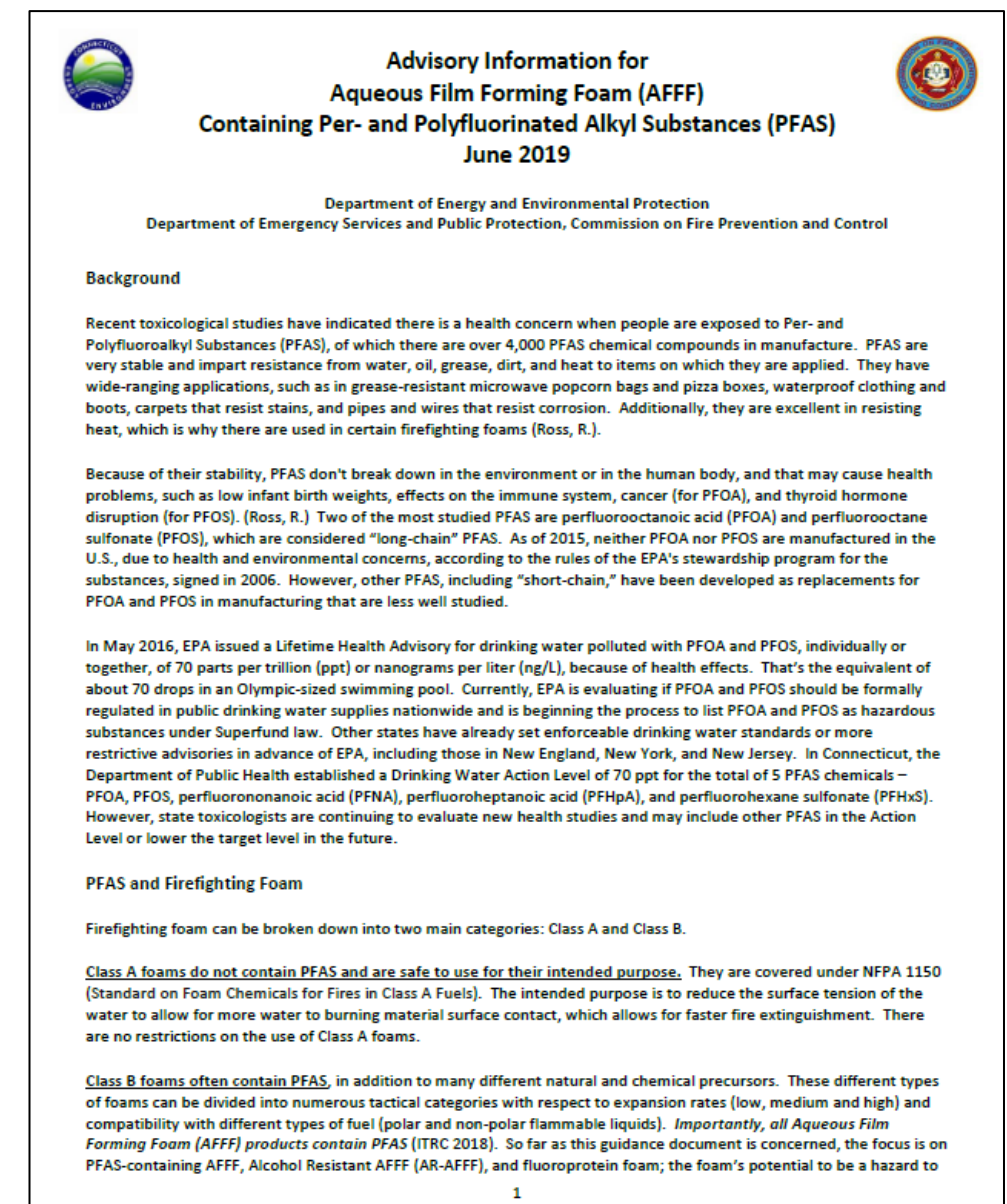 Advisory Information for
Aqueous Film Forming Foam (AFFF)
Containing Per- and Polyfluorinated Alkyl Substances (PFAS)
June 2019
Department of Energy and Environmental Protection
Department of Emergency Services and Public Protection, Commission on Fire Prevention and Control
Background
Recent toxicological studies have indicated there is a health concern when people are exposed to Per- and
Polyfluoroalkyl Substances (PFAS), of which there are over 4,000 PFAS chemical compounds in manufacture. PFAS are
very stable and impart resistance from water, oil, grease, dirt, and heat to items on which they are applied. They have
wide-ranging applications, such as in grease-resistant microwave popcorn bags and pizza boxes, waterproof clothing and
boots, carpets that resist stains, and pipes and wires that resist corrosion. Additionally, they are excellent in resisting
heat, which is why there are used in certain firefighting foams (Ross, R.).
Because of their stability, PFAS don't break down in the environment or in the human body, and that may cause health
problems, such as low infant birth weights, effects on the immune system, cancer (for PFOA), and thyroid hormone
disruption (for PFOS). (Ross, R.) Two of the most studied PFAS are perfluorooctanoic acid (PFOA) and perfluorooctane
sulfonate (PFOS), which are considered “long-chain” PFAS. As of 2015, neither PFOA nor PFOS are manufactured in the
U.S., due to health and environmental concerns, according to the rules of the EPA's stewardship program for the
substances, signed in 2006. However, other PFAS, including “short-chain,” have been developed as replacements for
PFOA and PFOS in manufacturing that are less well studied.
In May 2016, EPA issued a Lifetime Health Advisory for drinking water polluted with PFOA and PFOS, individually or
together, of 70 parts per trillion (ppt) or nanograms per liter (ng/L), because of health effects. That’s the equivalent of
about 70 drops in an Olympic-sized swimming pool. Currently, EPA is evaluating if PFOA and PFOS should be formally
regulated in public drinking water supplies nationwide and is beginning the process to list PFOA and PFOS as hazardous
substances under Superfund law. Other states have already set enforceable drinking water standards or more
restrictive advisories in advance of EPA, including those in New England, New York, and New Jersey. In Connecticut, the
Department of Public Health established a Drinking Water Action Level of 70 ppt for the total of 5 PFAS chemicals –
PFOA, PFOS, perfluorononanoic acid (PFNA), perfluoroheptanoic acid (PFHpA), and perfluorohexane sulfonate (PFHxS).
However, state toxicologists are continuing to evaluate new health studies and may include other PFAS in the Action
Level or lower the target level in the future.
PFAS and Firefighting Foam
Firefighting foam can be broken down into two main categories: Class A and Class B.
Class A foams do not contain PFAS and are safe to use for their intended purpose. They are covered under NFPA 1150
(Standard on Foam Chemicals for Fires in Class A Fuels). The intended purpose is to reduce the surface tension of the
water to allow for more water to burning material surface contact, which allows for faster fire extinguishment. There
are no restrictions on the use of Class A foams.
Class B foams often contain PFAS, in addition to many different natural and chemical precursors. These different types
of foams can be divided into numerous tactical categories with respect to expansion rates (low, medium and high) and
compatibility with different types of fuel (polar and non-polar flammable liquids). Importantly, all Aqueous Film
Forming Foam (AFFF) products contain PFAS (ITRC 2018). So far as this guidance document is concerned, the focus is on
PFAS-containing AFFF, Alcohol Resistant AFFF (AR-AFFF), and fluoroprotein foam; the foam’s potential to be a hazard to
1